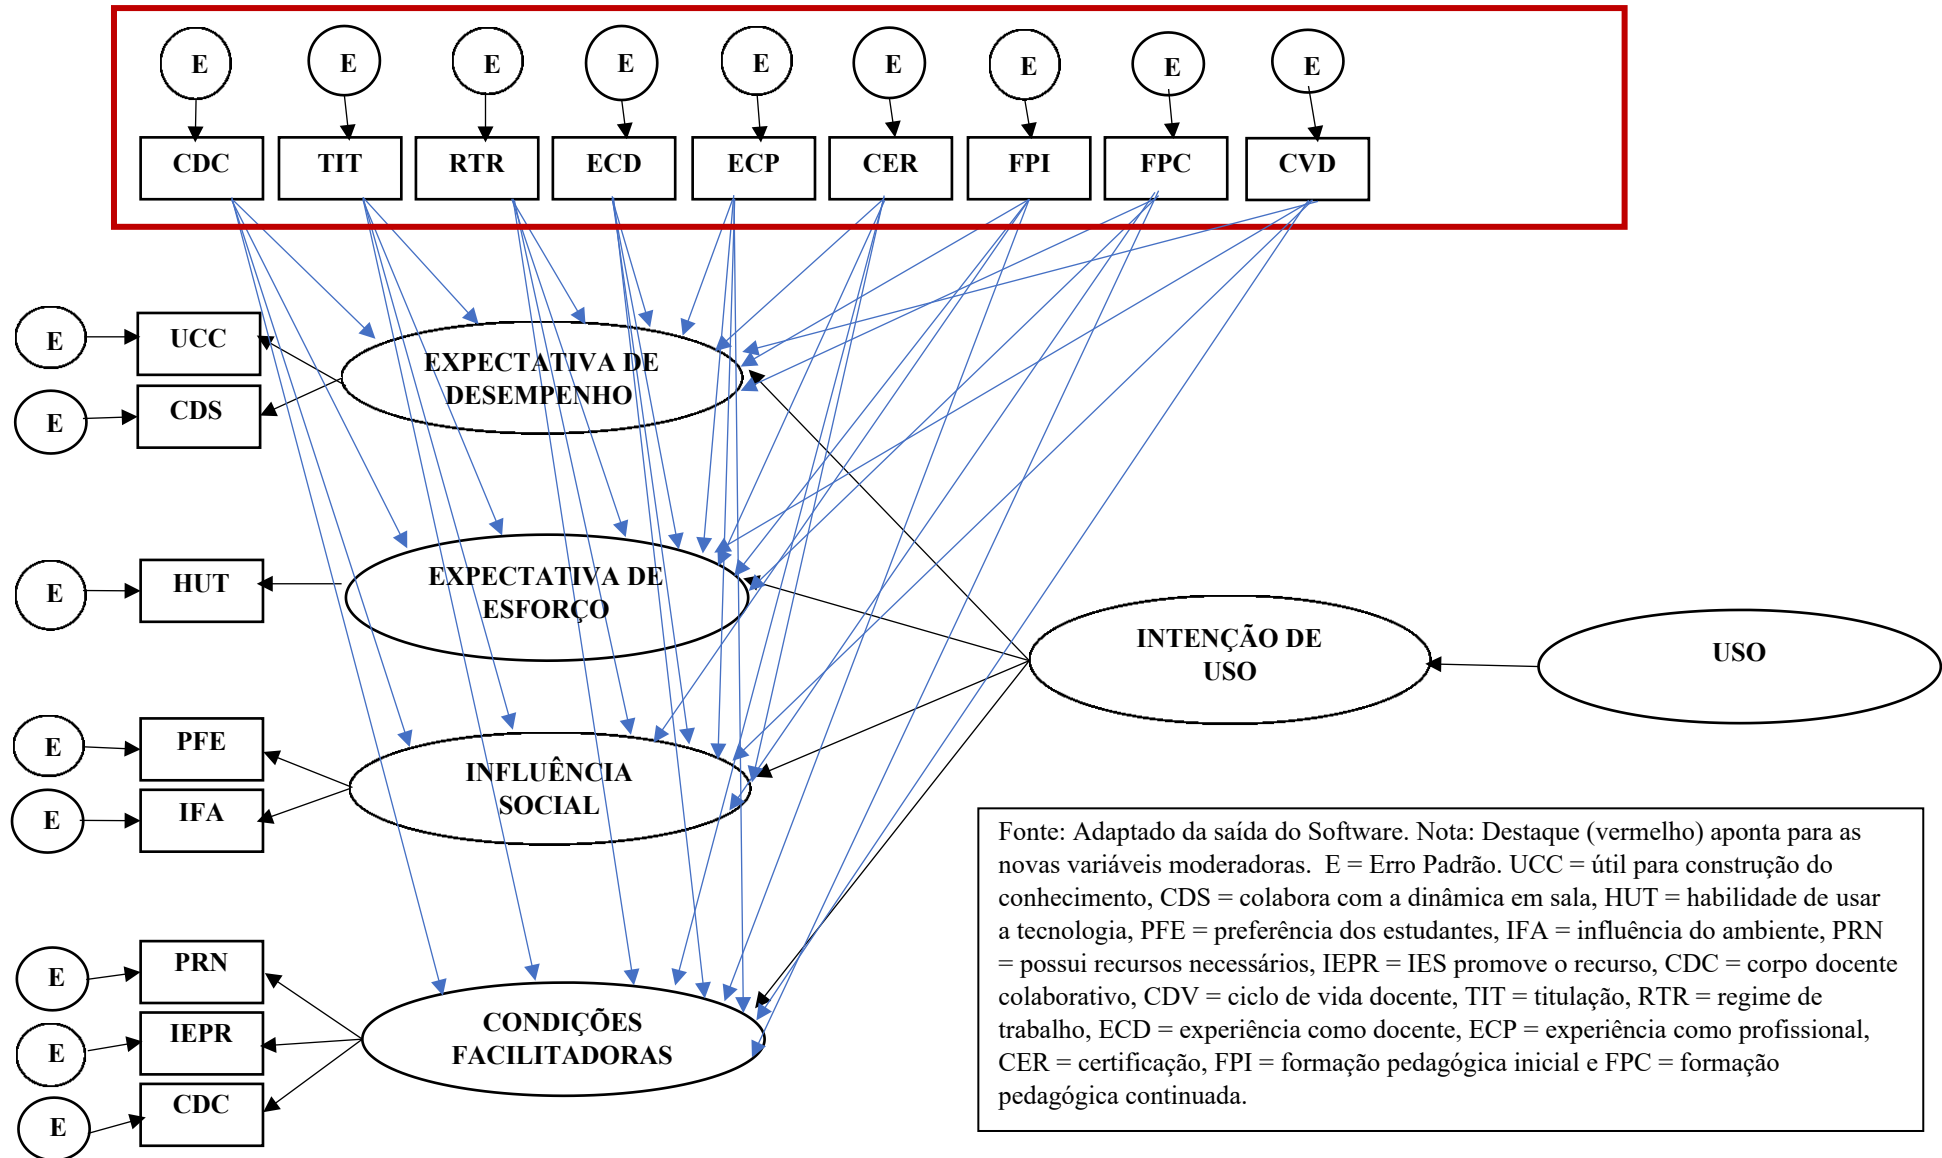 E E E E E E E E E
CDC TIT RTR ECD ECP CER FPI FPC CVD
E UCC
E CDS
EXPECTATIVA DE
DESEMPENHO
E HUT
EXPECTATIVA DE
ESFORÇO
INTENÇÃO DE
USO
USO
E PFE
E IFA
INFLUÊNCIA
SOCIAL
E PRN
E IEPR
E CDC
CONDIÇÕES
FACILITADORAS
Fonte: Adaptado da saída do Software. Nota: Destaque (vermelho) aponta para as
novas variáveis moderadoras. E = Erro Padrão. UCC = útil para construção do
conhecimento, CDS = colabora com a dinâmica em sala, HUT = habilidade de usar
a tecnologia, PFE = preferência dos estudantes, IFA = influência do ambiente, PRN
= possui recursos necessários, IEPR = IES promove o recurso, CDC = corpo docente
colaborativo, CDV = ciclo de vida docente, TIT = titulação, RTR = regime de
trabalho, ECD = experiência como docente, ECP = experiência como profissional,
CER = certificação, FPI = formação pedagógica inicial e FPC = formação
pedagógica continuada.